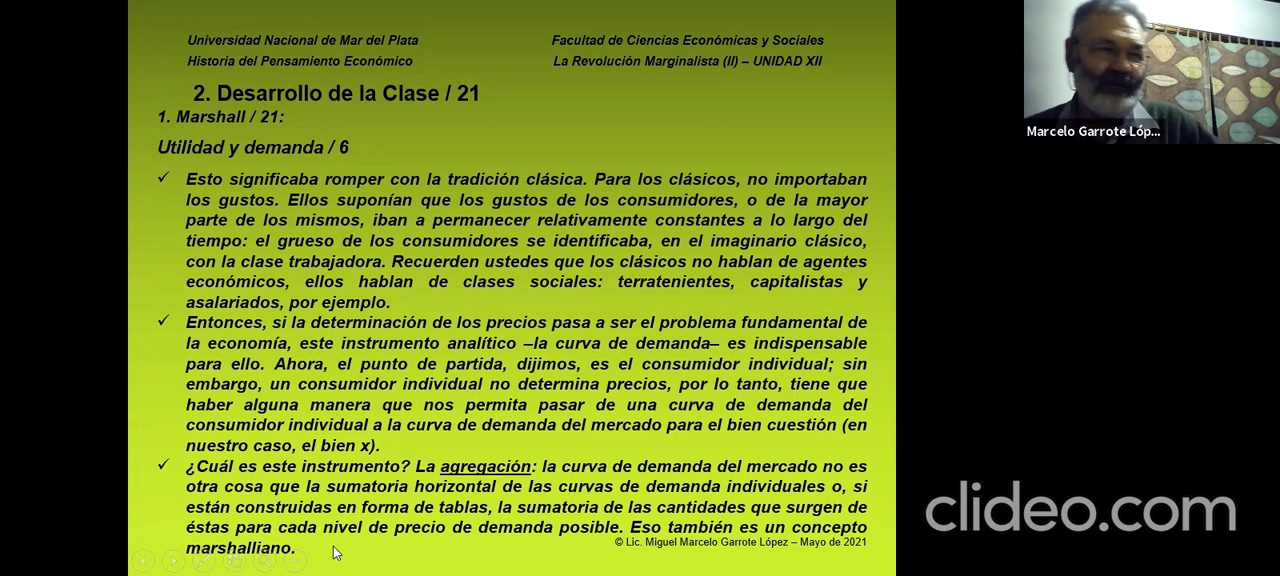 Universidad Nacional de Mar del Plata
Facultad de Ciencias Económicas y Sociales
Historia del Pensamiento Económico
La Revolución Marginalista (II) – UNIDAD XII
2. Desarrollo de la Clase / 21
1. Marshall / 21:
Utilidad y demanda / 6
✓ Esto significaba romper con la tradición clásica. Para los clásicos, no importaban
los gustos. Ellos suponían que los gustos de los consumidores, o de la mayor
parte de los mismos, iban a permanecer relativamente constantes a lo largo del
tiempo: el grueso de los consumidores se identificaba, en el imaginario clásico,
con la clase trabajadora. Recuerden ustedes que los clásicos no hablan de agentes
económicos, ellos hablan de clases sociales: terratenientes, capitalistas y
asalariados, por ejemplo.
✓ Entonces, si la determinación de los precios pasa a ser el problema fundamental de
la economía, este instrumento analítico –la curva de demanda– es indispensable
para ello. Ahora, el punto de partida, dijimos, es el consumidor individual; sin
embargo, un consumidor individual no determina precios, por lo tanto, tiene que
haber alguna manera que nos permita pasar de una curva de demanda del
consumidor individual a la curva de demanda del mercado para el bien cuestión (en
nuestro caso, el bien x).
✓ ¿Cuál es este instrumento? La agregación: la curva de demanda del mercado no es
otra cosa que la sumatoria horizontal de las curvas de demanda individuales o, si
están construidas en forma de tablas, la sumatoria de las cantidades que surgen de
éstas para cada nivel de precio de demanda posible. Eso también es un concepto
marshalliano.
© Lic. Miguel Marcelo Garrote López – Mayo de 2021
Marcelo Garrote Lóp...
clideo.com